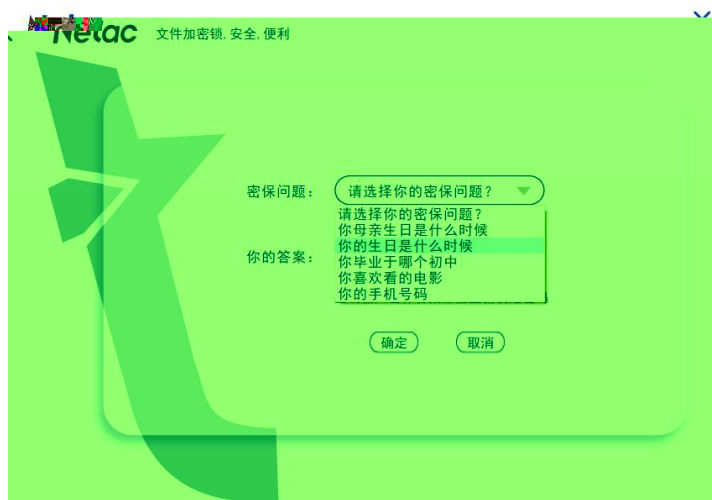 Netac 文件加密锁,安全,便利
密保问题: 请选择你的密保问题?
请选择你的密保问题?
你母亲生日是什么时候
你的生日是什么时候
你的答案: 你毕业于哪个初中
你喜欢看的电影
你的手机号码
确定 取消